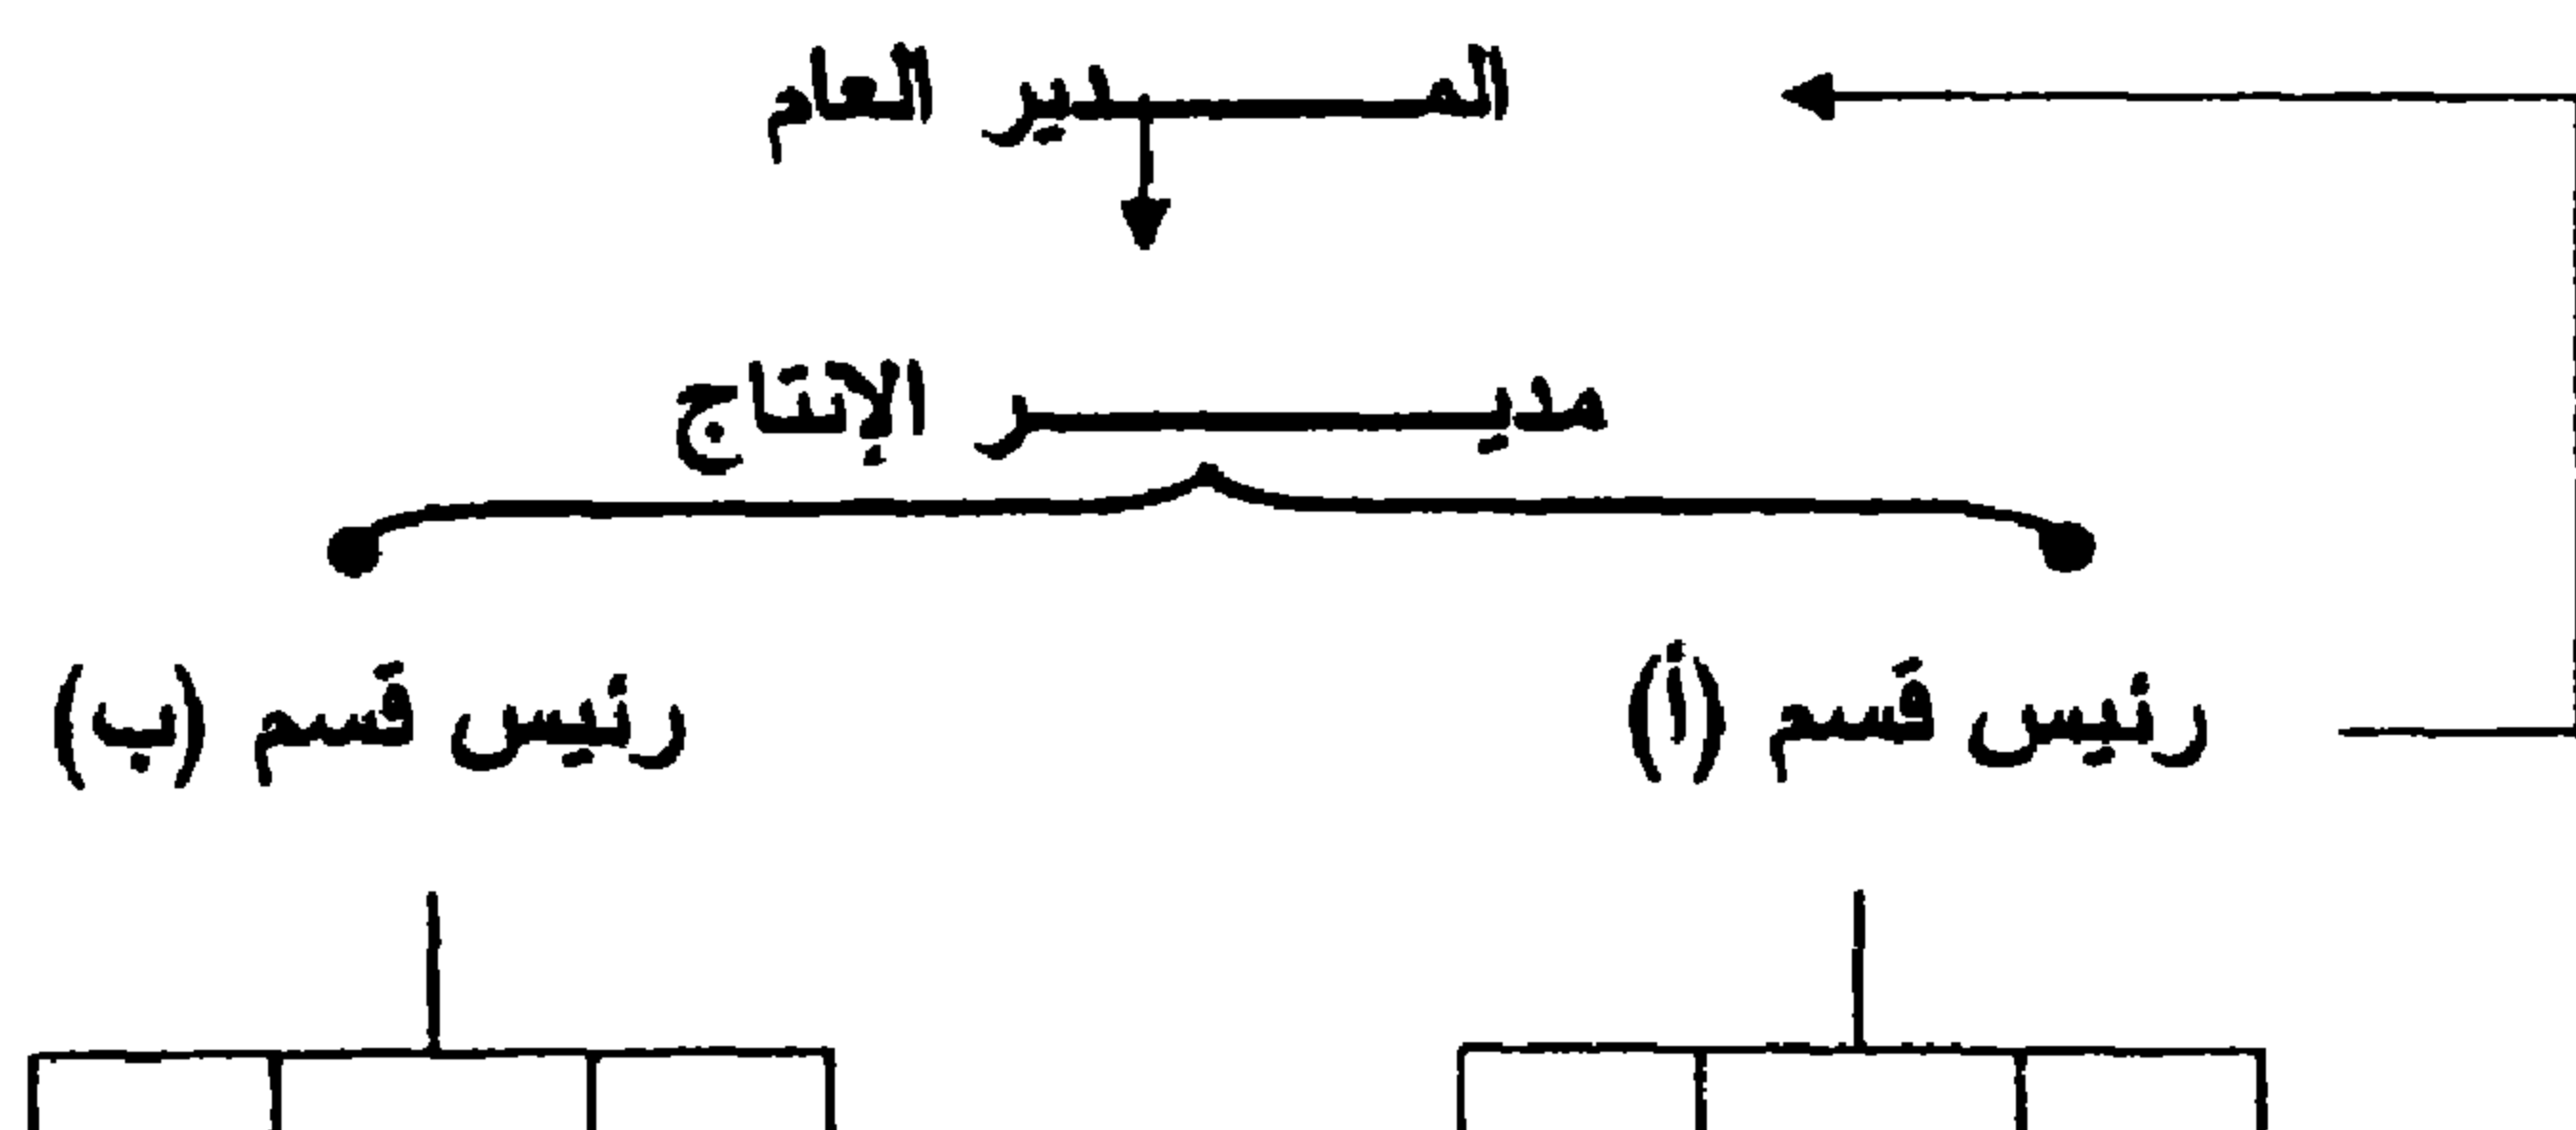 المدير العام
مدير الإنتاج
رئيس قسم (أ) رئيس قسم (ب)